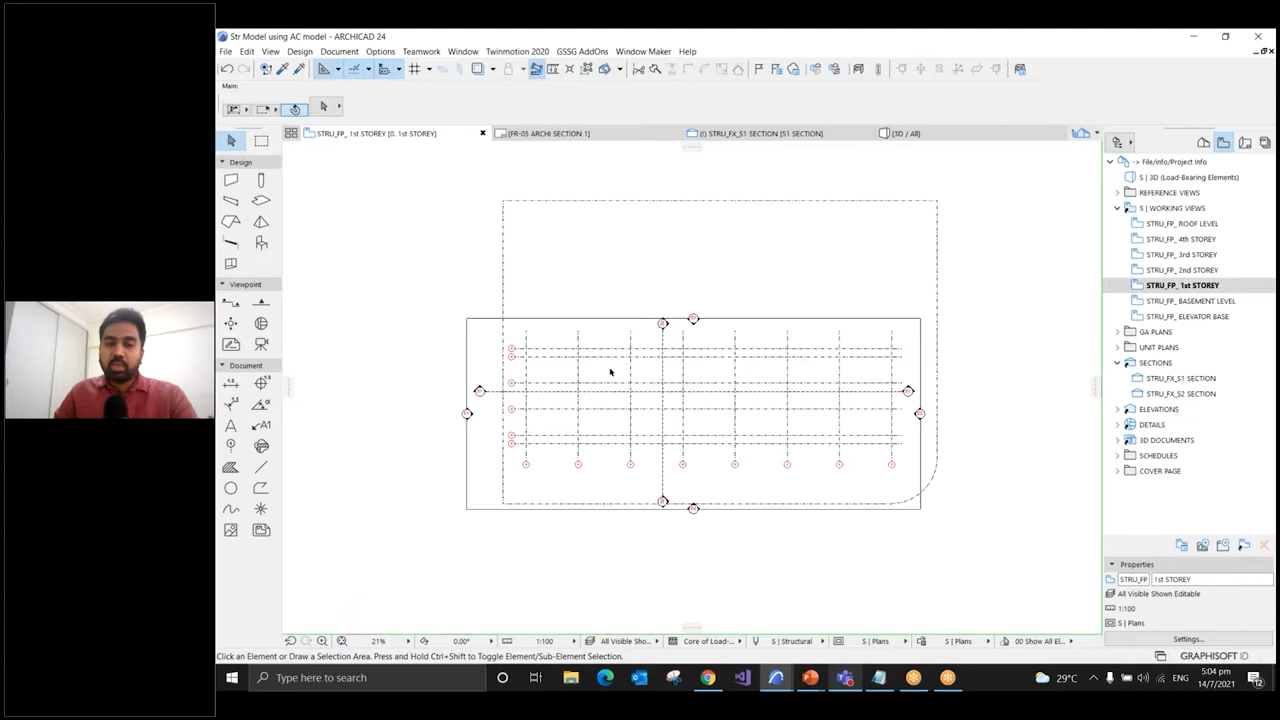 Str Model using AC model - ARCHICAD 24
File Edit View Design Document Options Teamwork Window Twinmotion 2020 GSSG AddOns Window Maker Help
Main:
STRU_FP_ 1st STOREY [0. 1st STOREY]
[FR-05 ARCHI SECTION 1]
(!) STRU_FX_S1 SECTION [S1 SECTION]
[3D / All]
Design
Viewpoint
Document
A
A1
-> File/info/Project Info
S | 3D (Load-Bearing Elements)
REFERENCE VIEWS
S | WORKING VIEWS
STRU_FP_ ROOF LEVEL
STRU_FP_ 4th STOREY
STRU_FP_ 3rd STOREY
STRU_FP_ 2nd STOREY
STRU_FP_ 1st STOREY
STRU_FP_ BASEMENT LEVEL
STRU_FP_ ELEVATOR BASE
GA PLANS
UNIT PLANS
SECTIONS
STRU_FX_S1 SECTION
STRU_FX_S2 SECTION
ELEVATIONS
DETAILS
3D DOCUMENTS
SCHEDULES
COVER PAGE
Properties
STRU_FP 1st STOREY
All Visible Shown Editable
1:100
S | Plans
Settings...
21% 0.00° 1:100 All Visible Sho... Core of Load-... S | Structural S | Plans S | Plans 00 Show All El...
Click an Element or Draw a Selection Area. Press and Hold Ctrl+Shift to Toggle Element/Sub-Element Selection.
GRAPHISOFT ID
Type here to search
29°C ENG 5:04 pm
14/7/2021
12